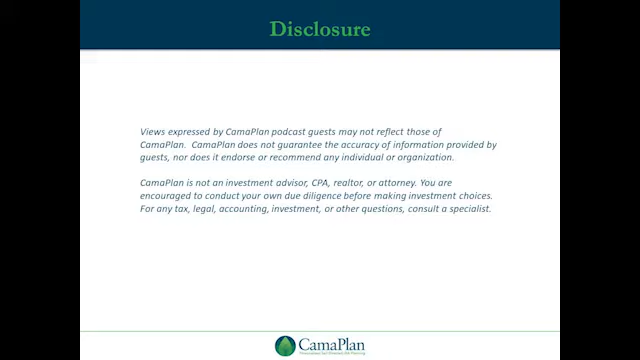 Disclosure
Views expressed by CamaPlan podcast guests may not reflect those of
CamaPlan. CamaPlan does not guarantee the accuracy of information provided by
guests, nor does it endorse or recommend any individual or organization.
CamaPlan is not an investment advisor, CPA, realtor, or attorney. You are
encouraged to conduct your own due diligence before making investment choices.
For any tax, legal, accounting, investment, or other questions, consult a specialist.
CamaPlan